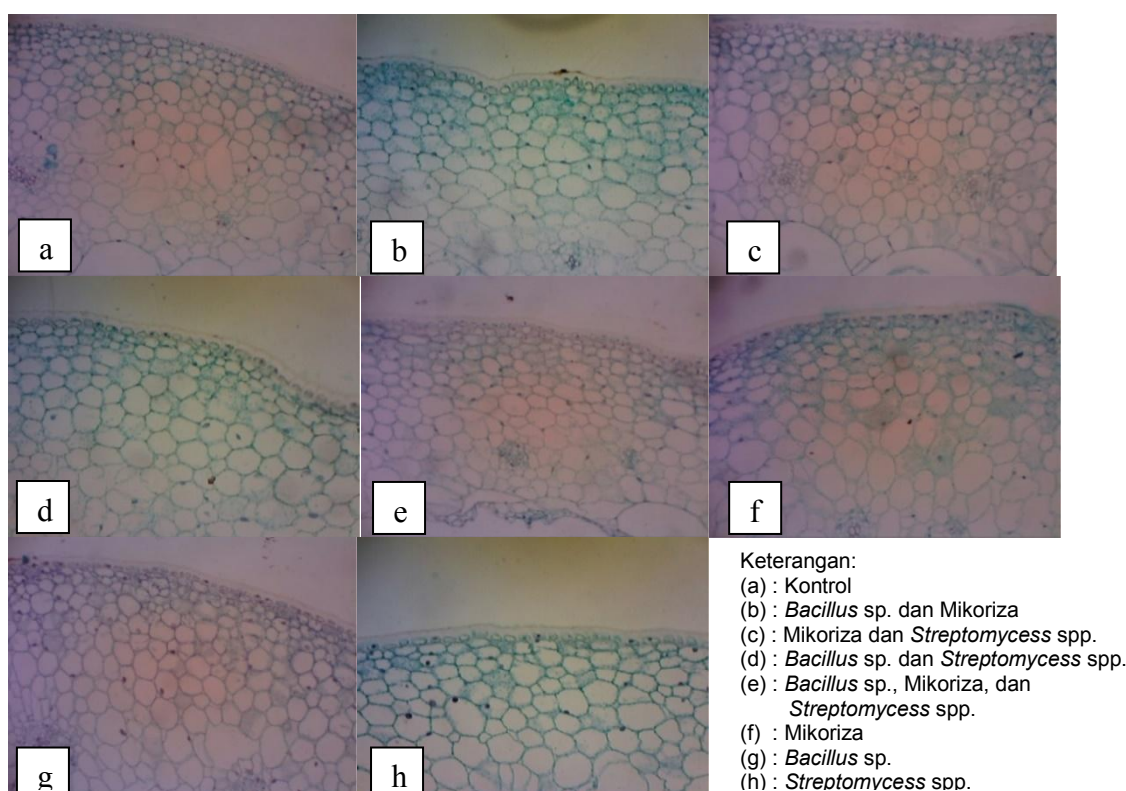 a
b
c
d
e
f
g
h
Keterangan:
(a) : Kontrol
(b) : Bacillus sp. dan Mikoriza
(c) : Mikoriza dan Streptomycess spp.
(d) : Bacillus sp. dan Streptomycess spp.
(e) : Bacillus sp., Mikoriza, dan
Streptomycess spp.
(f) : Mikoriza
(g) : Bacillus sp.
(h) : Streptomycess spp.